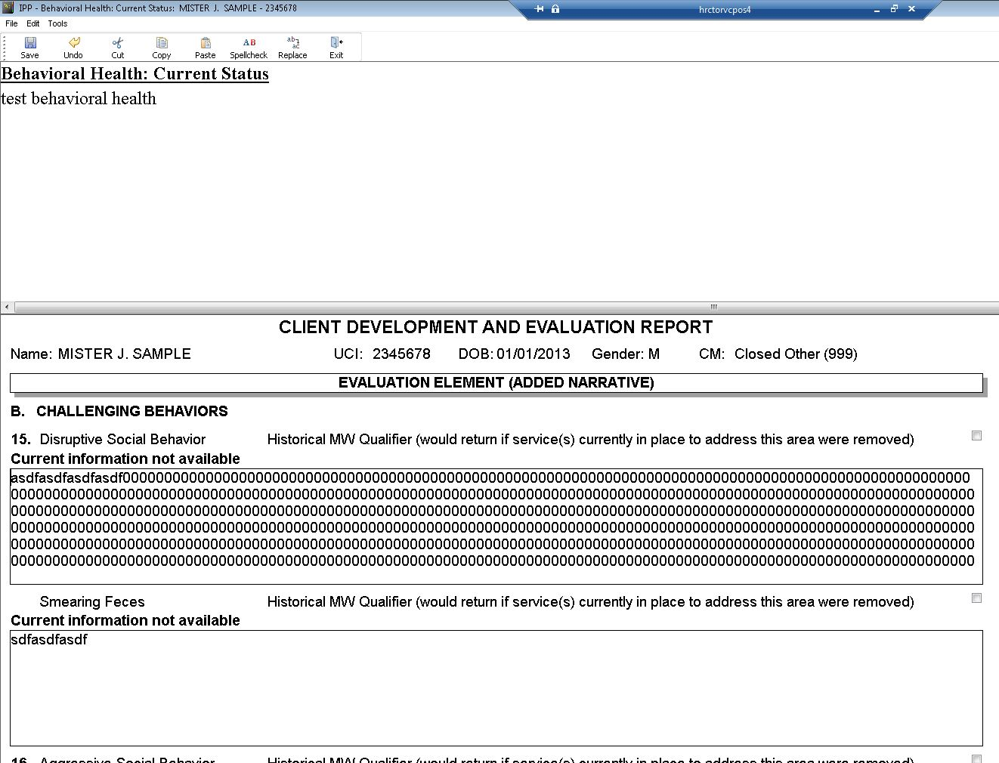 IPP - Behavioral Health: Current Status: MISTER J. SAMPLE - 2345678
hrctorvcpos4
File Edit Tools
Save Undo Cut Copy Paste Spellcheck Replace Exit
Behavioral Health: Current Status
test behavioral health
CLIENT DEVELOPMENT AND EVALUATION REPORT
Name: MISTER J. SAMPLE UCI: 2345678 DOB: 01/01/2013 Gender: M CM: Closed Other (999)
EVALUATION ELEMENT (ADDED NARRATIVE)
B. CHALLENGING BEHAVIORS
15. Disruptive Social Behavior Historical MW Qualifier (would return if service(s) currently in place to address this area were removed)
Current information not available
Smearing Feces Historical MW Qualifier (would return if service(s) currently in place to address this area were removed)
Current information not available
sdfasdfasdf
16. Aggressive Social Behavior Historical MW Qualifier (would return if service(s) currently in place to address this area were removed)